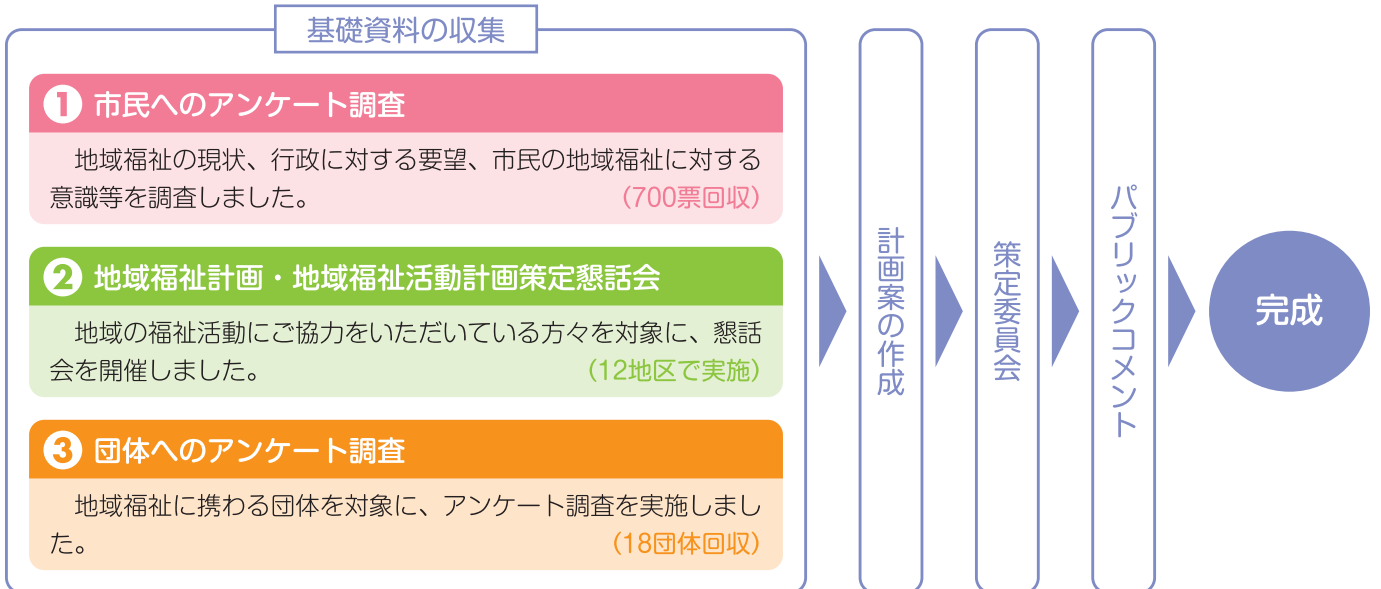 基礎資料の収集
1 市民へのアンケート調査
地域福祉の現状、行政に対する要望、市民の地域福祉に対する
意識等を調査しました。 （700票回収）
2 地域福祉計画・地域福祉活動計画策定懇話会
地域の福祉活動にご協力をいただいている方々を対象に、懇話
会を開催しました。 （12地区で実施）
3 団体へのアンケート調査
地域福祉に携わる団体を対象に、アンケート調査を実施しまし
た。 （18団体回収）
計画案の作成
策定委員会
パブリックコメント
完成